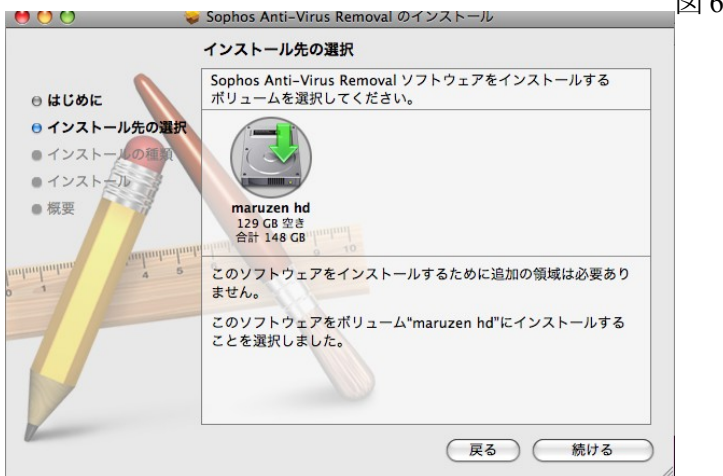 図 6
Sophos Anti-Virus Removal のインストール
インストール先の選択
はじめに
インストール先の選択
インストールの種類
インストール
概要
Sophos Anti-Virus Removal ソフトウェアをインストールする
ボリュームを選択してください。
maruzen hd
129 GB 空き
合計 148 GB
このソフトウェアをインストールするために追加の領域は必要あり
ません。
このソフトウェアをボリューム“maruzen hd”にインストールする
ことを選択しました。
戻る
続ける